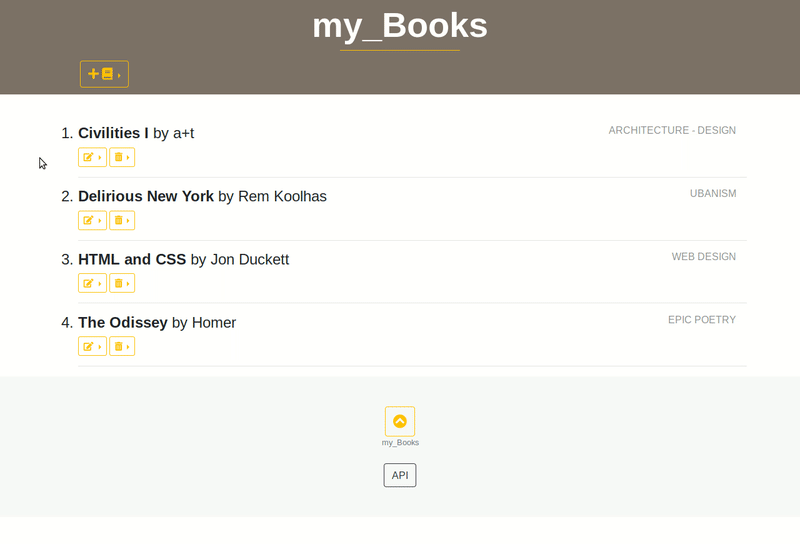 my_Books
1. Civilities I by a+t
ARCHITECTURE - DESIGN
2. Delirious New York by Rem Koolhas
UBANISM
3. HTML and CSS by Jon Duckett
WEB DESIGN
4. The Odissey by Homer
EPIC POETRY
my_Books
API